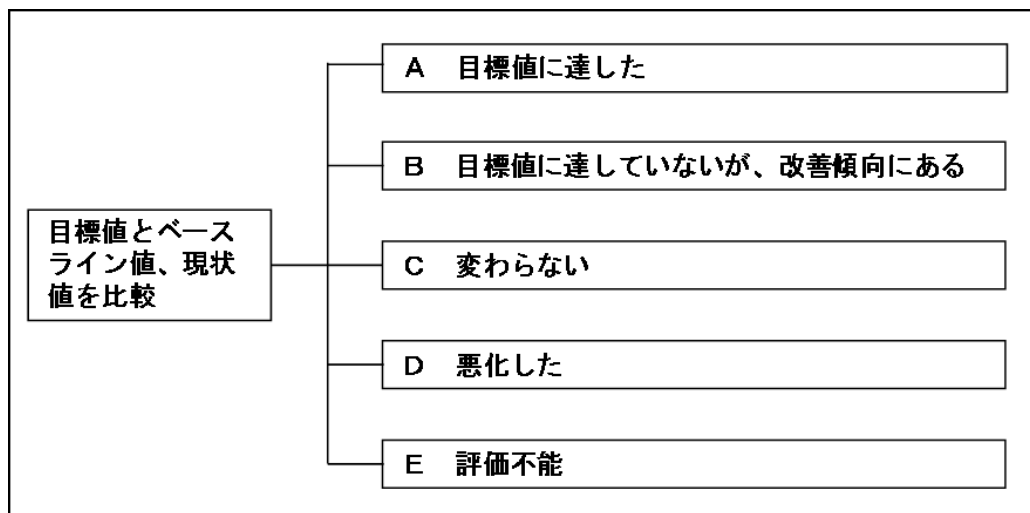 A 目標値に達した
B 目標値に達していないが、改善傾向にある
目標値とベース
ライン値、現状
値を比較
C 変わらない
D 悪化した
E 評価不能